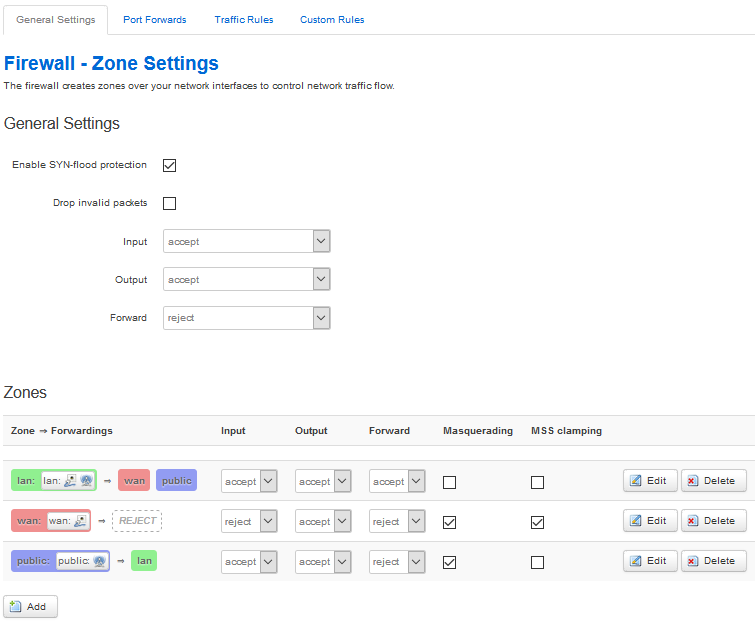 General Settings Port Forwards Traffic Rules Custom Rules
Firewall - Zone Settings
The firewall creates zones over your network interfaces to control network traffic flow.
General Settings
Enable SYN-flood protection
Drop invalid packets
Input accept
Output accept
Forward reject
Zones
Zone ⇒ Forwardings Input Output Forward Masquerading MSS clamping
lan: lan: ⇒ wan public accept accept accept Edit Delete
wan: wan: ⇒ REJECT reject accept reject Edit Delete
public: public: ⇒ lan accept accept reject Edit Delete
Add